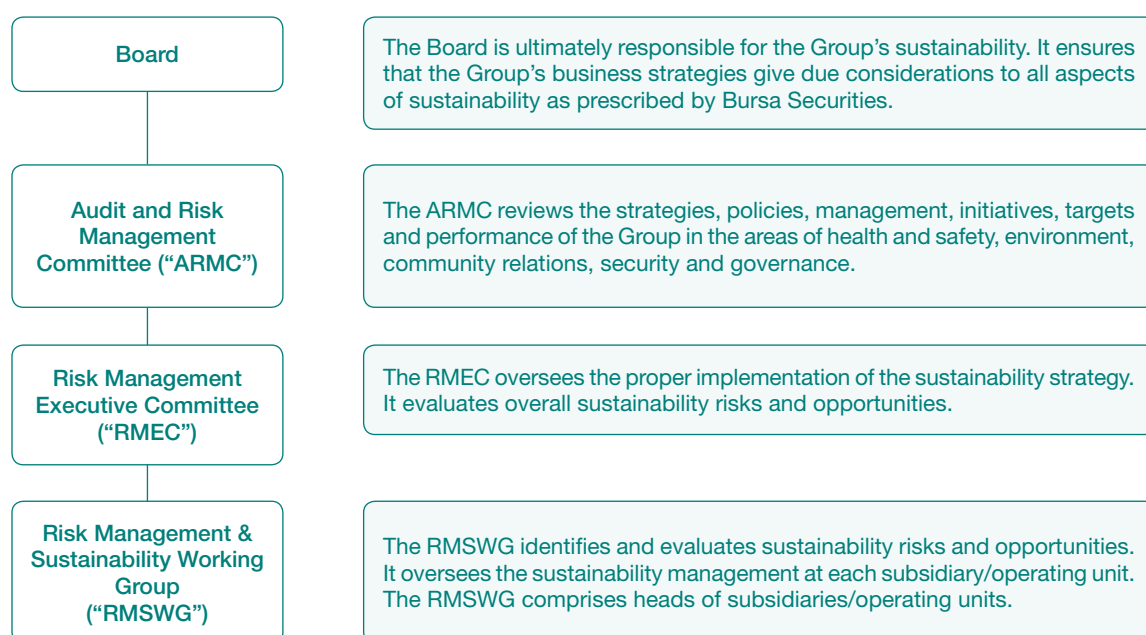 Board
The Board is ultimately responsible for the Group’s sustainability. It ensures
that the Group’s business strategies give due considerations to all aspects
of sustainability as prescribed by Bursa Securities.
Audit and Risk
Management
Committee (“ARMC”)
The ARMC reviews the strategies, policies, management, initiatives, targets
and performance of the Group in the areas of health and safety, environment,
community relations, security and governance.
Risk Management
Executive Committee
(“RMEC”)
The RMEC oversees the proper implementation of the sustainability strategy.
It evaluates overall sustainability risks and opportunities.
Risk Management &
Sustainability Working
Group
(“RMSWG”)
The RMSWG identifies and evaluates sustainability risks and opportunities.
It oversees the sustainability management at each subsidiary/operating unit.
The RMSWG comprises heads of subsidiaries/operating units.